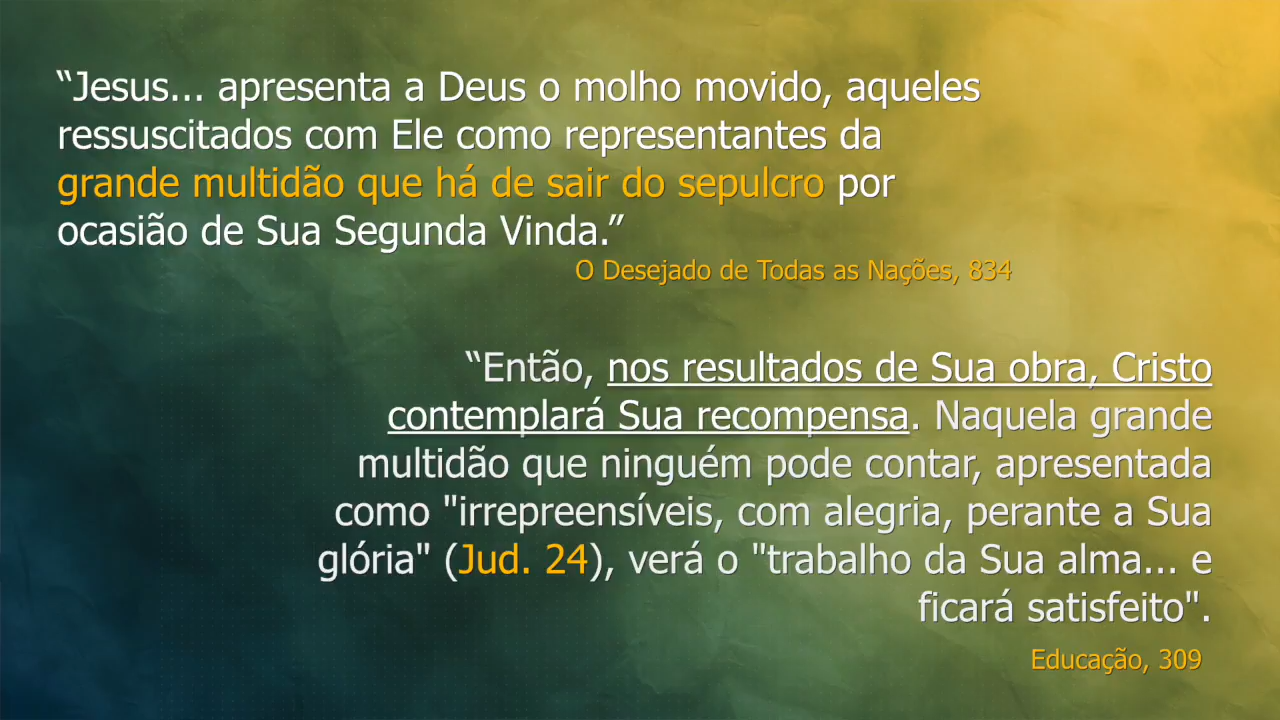 “Jesus... apresenta a Deus o molho movido, aqueles
ressuscitados com Ele como representantes da
grande multidão que há de sair do sepulcro por
ocasião de Sua Segunda Vinda.”
O Desejado de Todas as Nações, 834
“Então, nos resultados de Sua obra, Cristo
contemplará Sua recompensa. Naquela grande
multidão que ninguém pode contar, apresentada
como "irrepreensíveis, com alegria, perante a Sua
glória" (Jud. 24), verá o "trabalho da Sua alma... e
ficará satisfeito".
Educação, 309